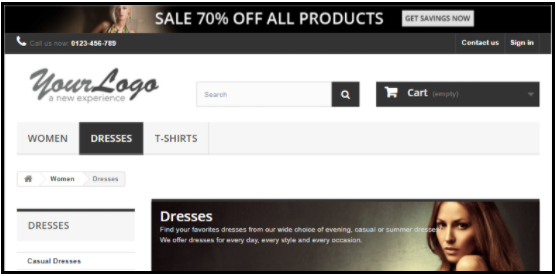 SALE 70% OFF ALL PRODUCTS GET SAVINGS NOW
Call us now: 0123-456-789 Contact us Sign in
YourLogo
a new experience
Search Cart (empty)
WOMEN DRESSES T-SHIRTS
Women Dresses
DRESSES
Casual Dresses
Dresses
Find your favorites dresses from our wide choice of evening, casual or summer dresses!
We offer dresses for every day, every style and every occasion.